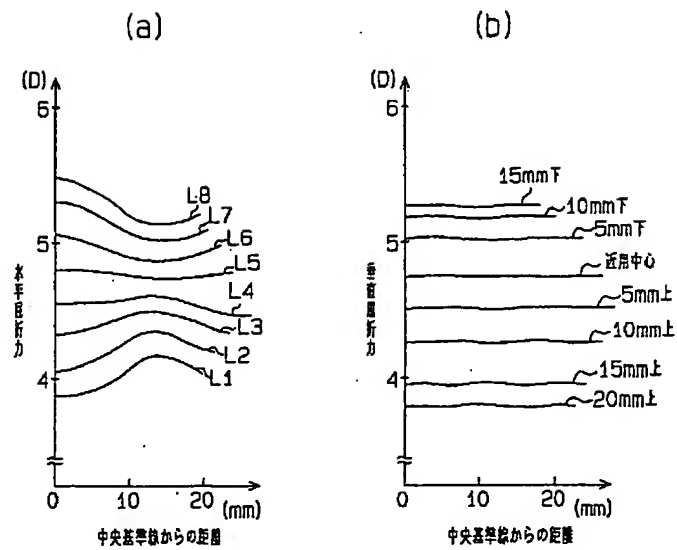 (a)
(D)
6
5
4
水平屈折力
L8
L7
L6
L5
L4
L3
L2
L1
0
10
20
(mm)
中央基準線からの距離
(b)
(D)
6
5
4
垂直屈折力
15mm下
10mm下
5mm下
近用中心
5mm上
10mm上
15mm上
20mm上
0
10
20
(mm)
中央基準線からの距離